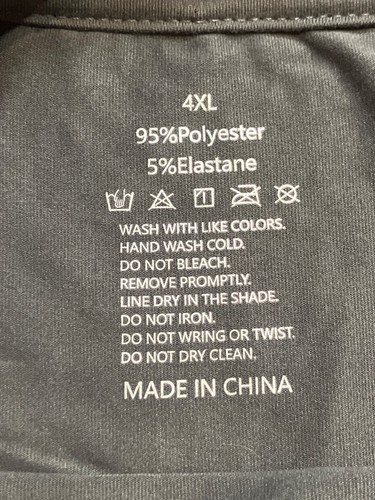 4XL
95%Polyester
5%Elastane
WASH WITH LIKE COLORS.
HAND WASH COLD.
DO NOT BLEACH.
REMOVE PROMPTLY.
LINE DRY IN THE SHADE.
DO NOT IRON.
DO NOT WRING OR TWIST.
DO NOT DRY CLEAN.
MADE IN CHINA